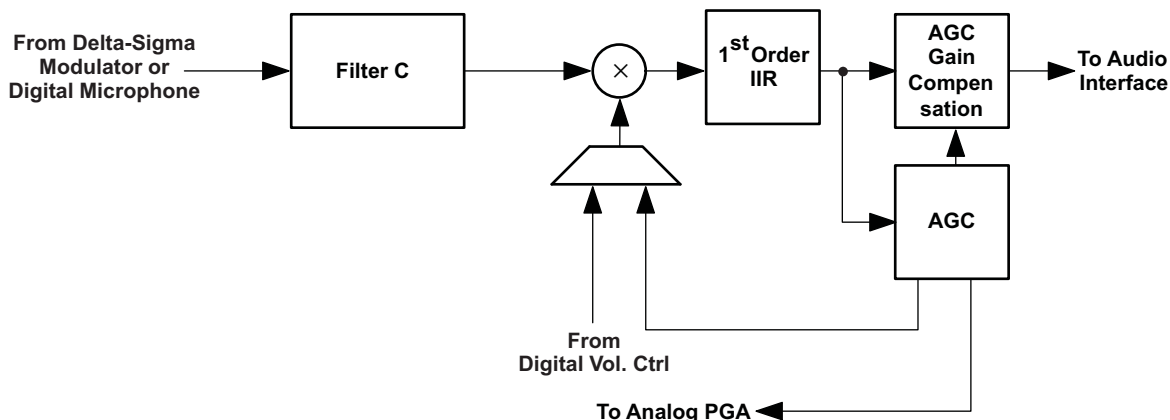 From Delta-Sigma
Modulator or
Digital Microphone
Filter C
×
1st Order
IIR
AGC
Gain
Compen
sation
To Audio
Interface
AGC
From
Digital Vol. Ctrl
To Analog PGA